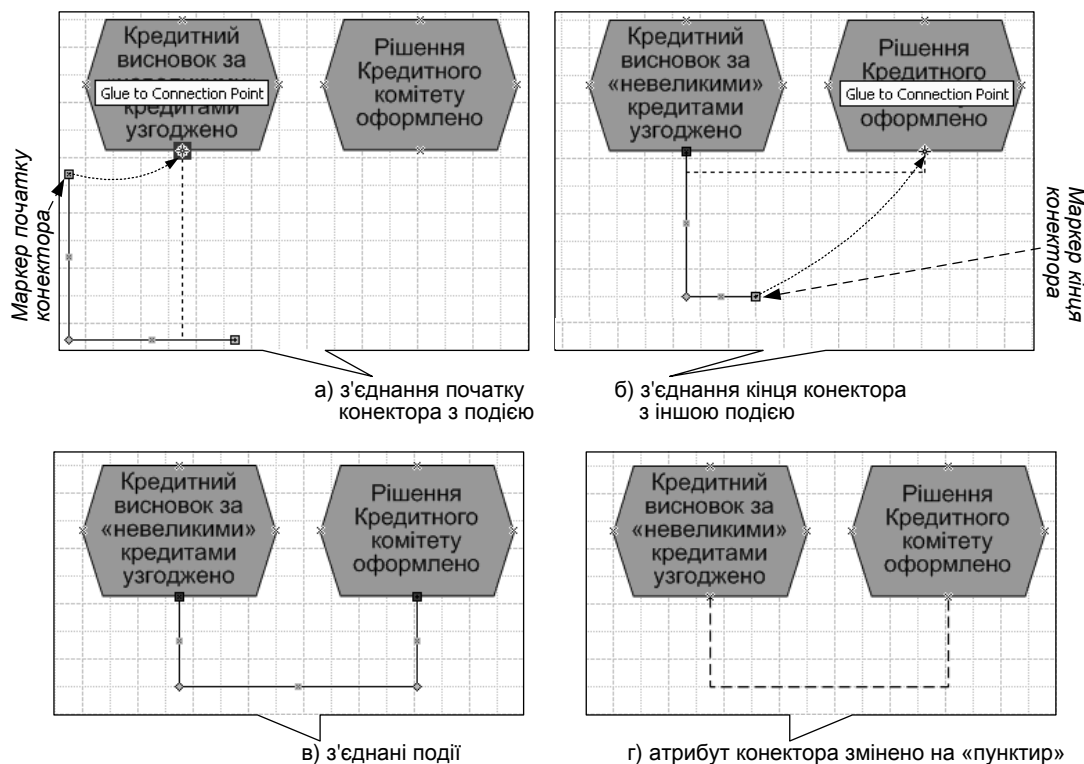 Кредитний
висновок за
«невеликими»
Glue to Connection Point
кредитами
узгоджено
Рішення
Кредитного
комітету
оформлено
Маркер початку
конектора
а) з'єднання початку
конектора з подією
Кредитний
висновок за
«невеликими»
кредитами
узгоджено
Рішення
Кредитного
Glue to Connection Point
комітету
оформлено
Маркер кінця
конектора
б) з'єднання кінця конектора
з іншою подією
Кредитний
висновок за
«невеликими»
кредитами
узгоджено
Рішення
Кредитного
комітету
оформлено
в) з'єднані події
Кредитний
висновок за
«невеликими»
кредитами
узгоджено
Рішення
Кредитного
комітету
оформлено
г) атрибут конектора змінено на «пунктир»